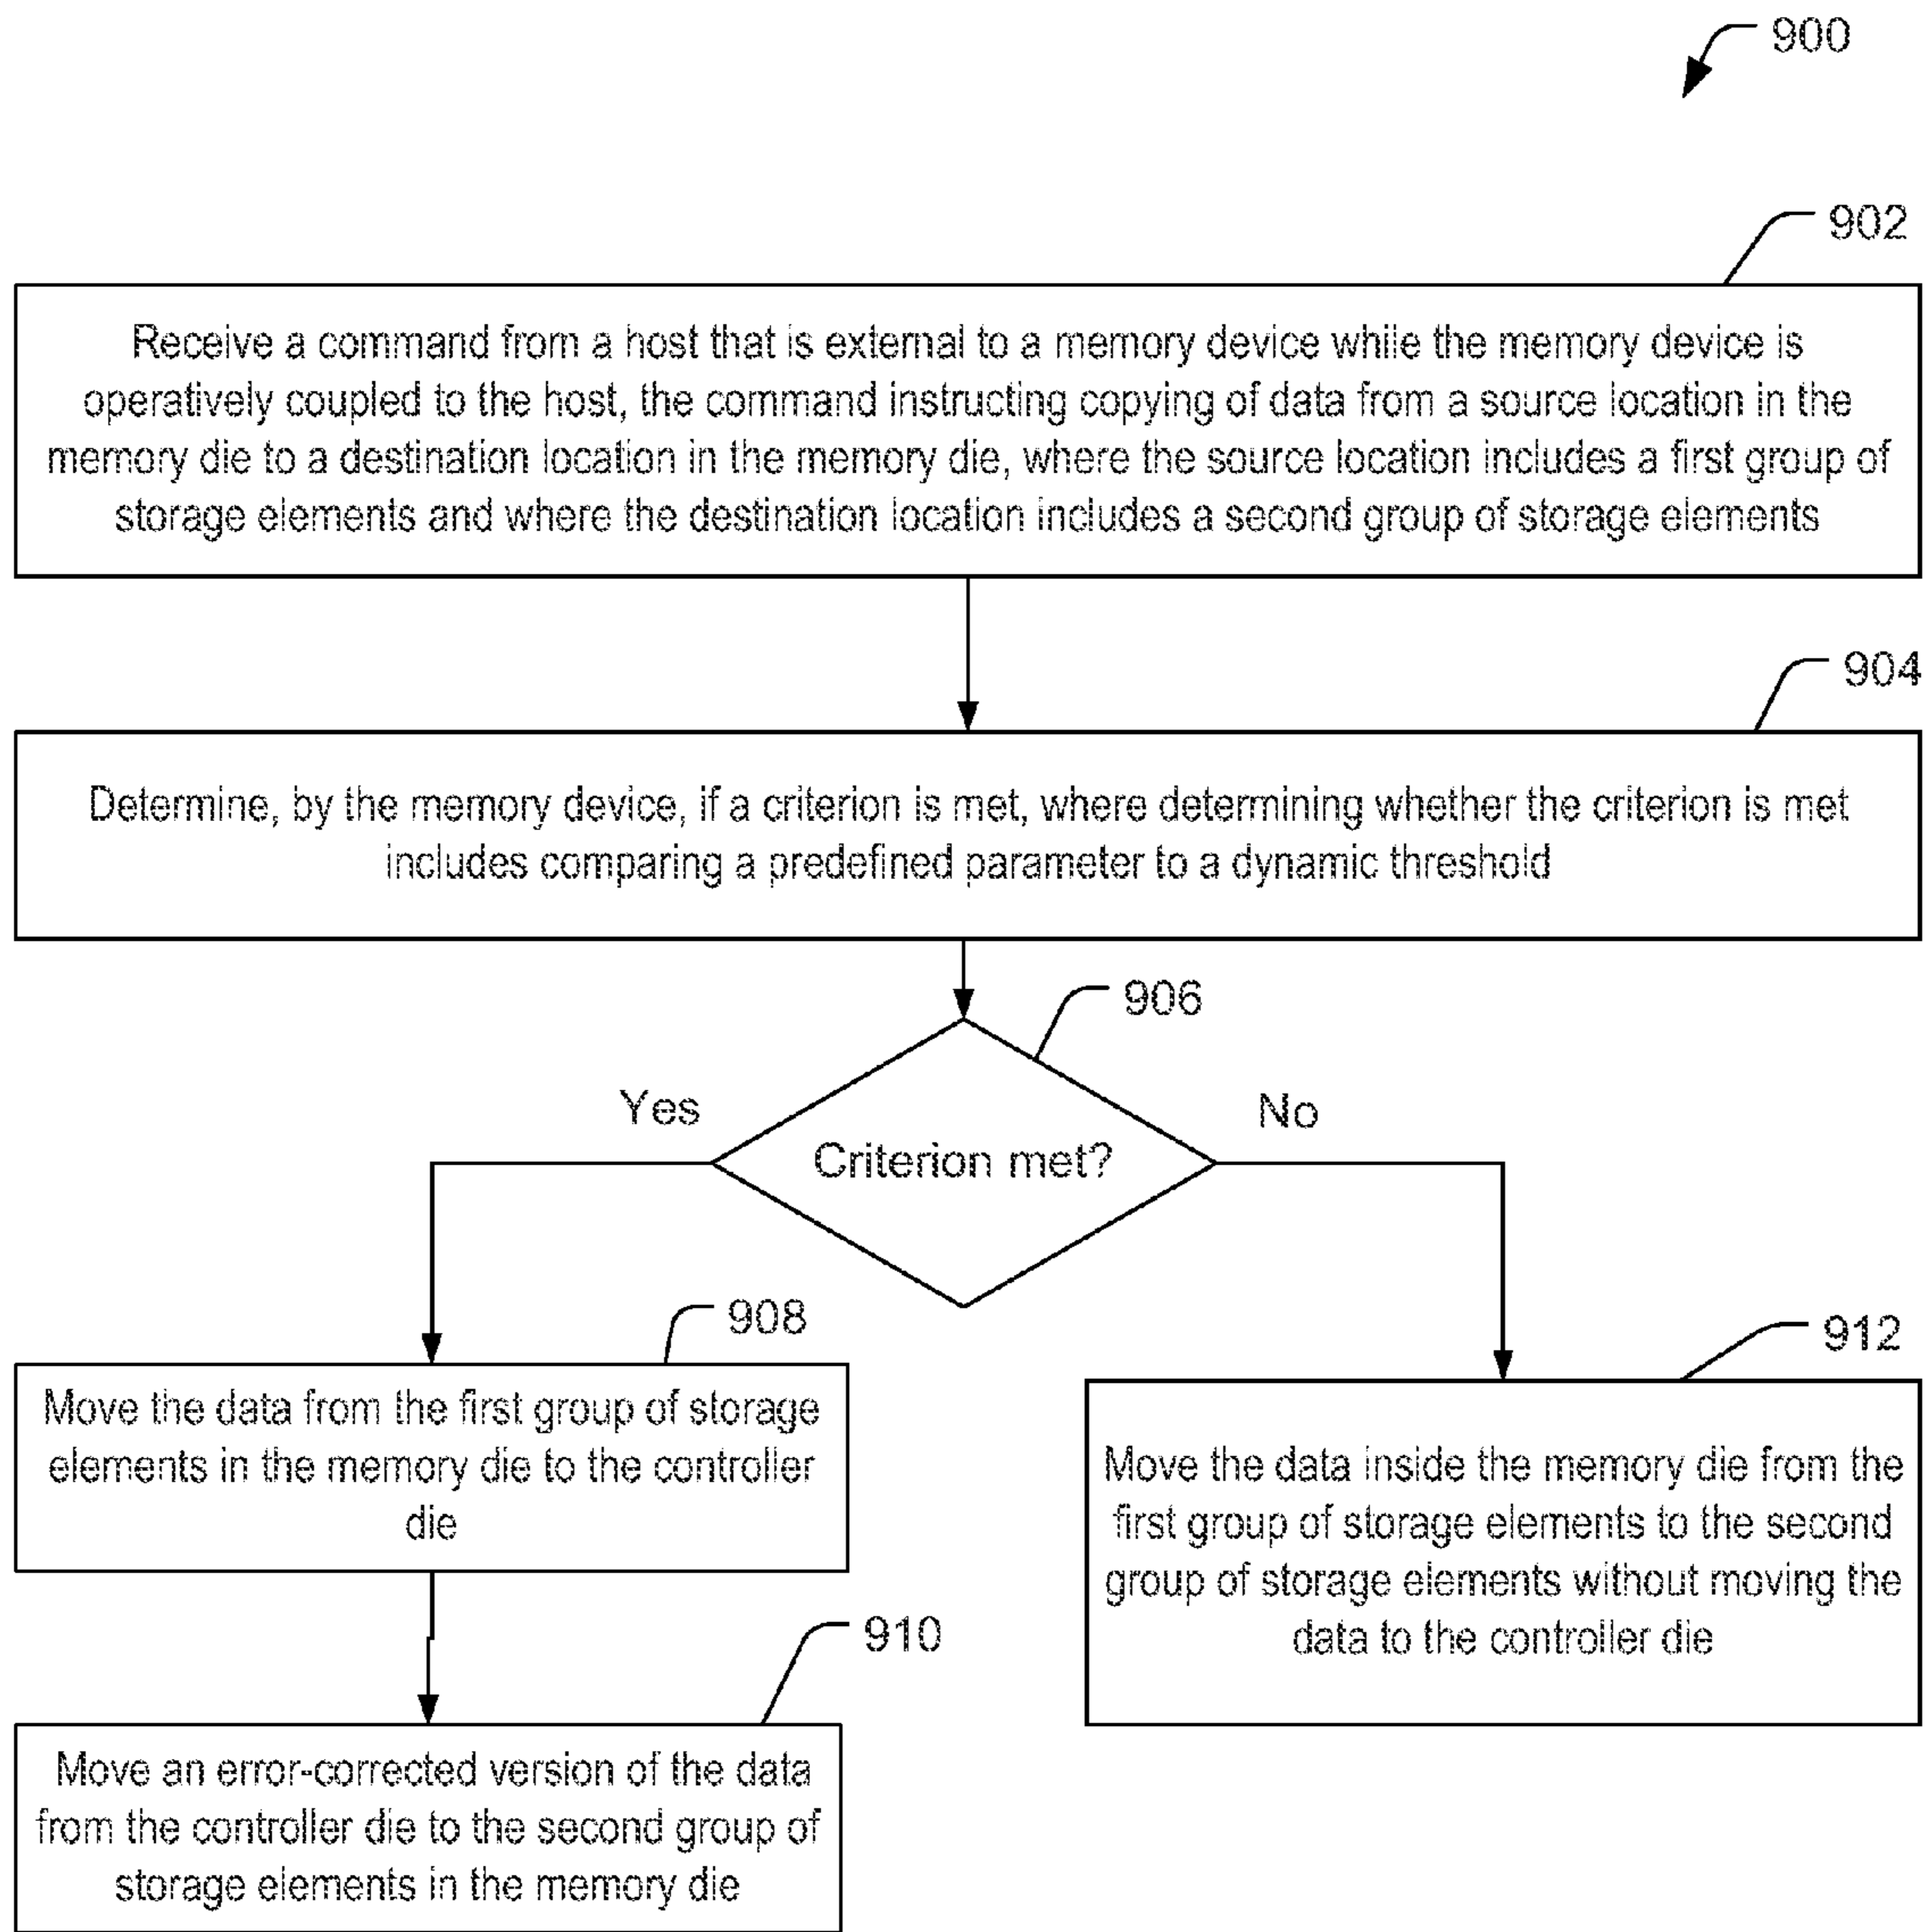 900
902
Receive a command from a host that is external to a memory device while the memory device is
operatively coupled to the host, the command instructing copying of data from a source location in the
memory die to a destination location in the memory die, where the source location includes a first group of
storage elements and where the destination location includes a second group of storage elements
904
Determine, by the memory device, if a criterion is met, where determining whether the criterion is met
includes comparing a predefined parameter to a dynamic threshold
906
Yes
No
Criterion met?
908
Move the data from the first group of storage
elements in the memory die to the controller
die
912
Move the data inside the memory die from the
first group of storage elements to the second
group of storage elements without moving the
data to the controller die
910
Move an error-corrected version of the data
from the controller die to the second group of
storage elements in the memory die